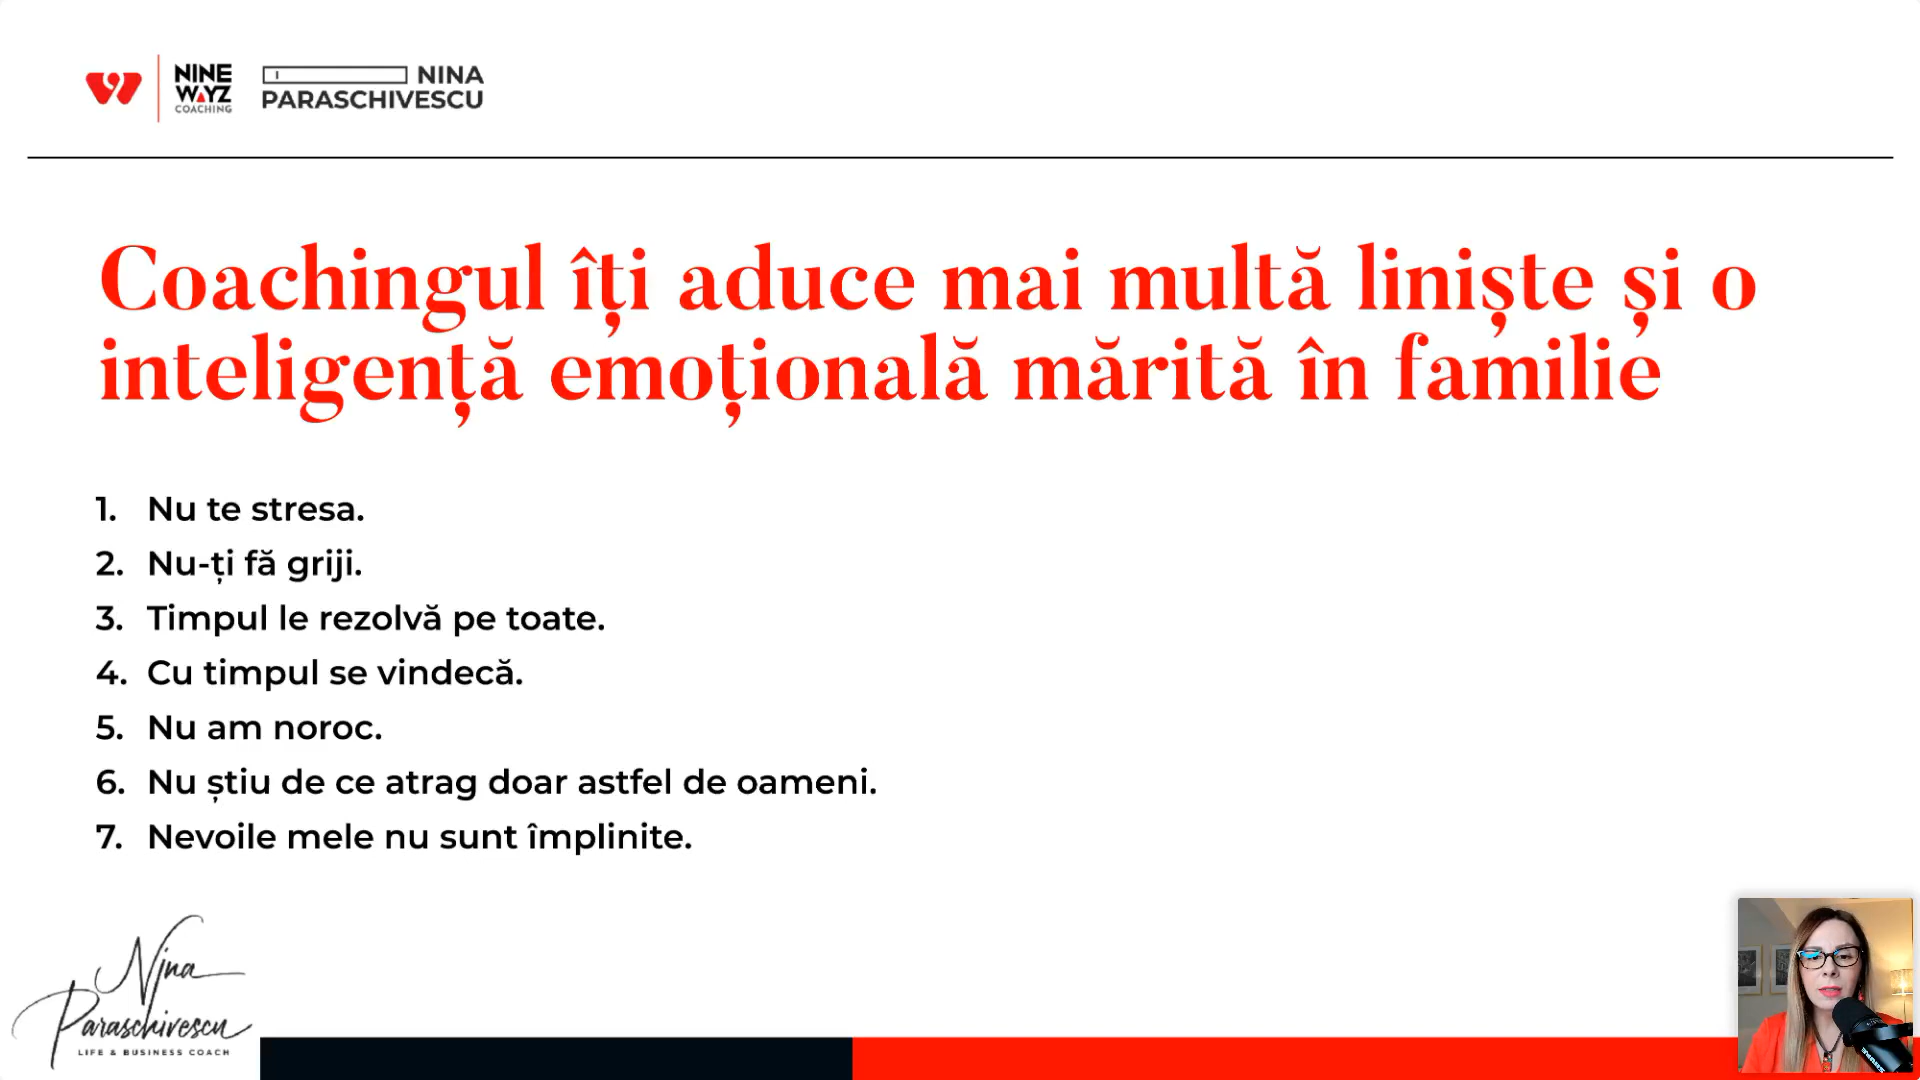 NINE
WAYZ
COACHING
NINA
PARASCHIVESCU
Coachingul îți aduce mai multă liniște și o
inteligență emoțională mărită în familie
1. Nu te stresa.
2. Nu-ți fă griji.
3. Timpul le rezolvă pe toate.
4. Cu timpul se vindecă.
5. Nu am noroc.
6. Nu știu de ce atrag doar astfel de oameni.
7. Nevoile mele nu sunt împlinite.
Nina
Paraschivescu
LIFE & BUSINESS COACH